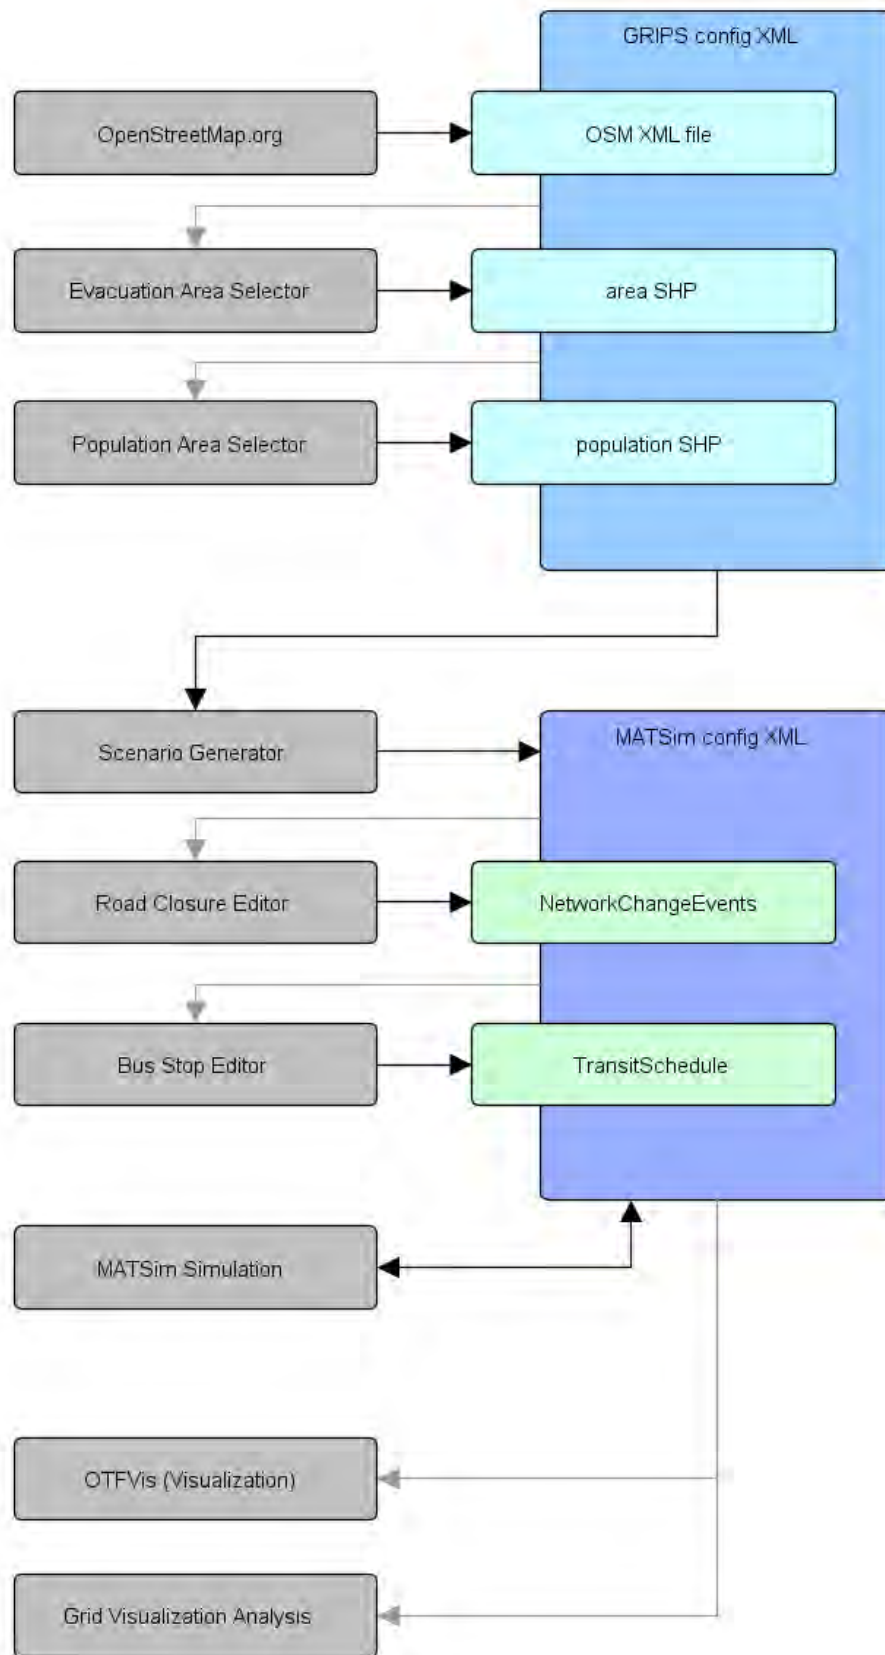 GRIPS config XML
OpenStreetMap.org
OSM XML file
Evacuation Area Selector
area SHP
Population Area Selector
population SHP
Scenario Generator
MATSim config XML
Road Closure Editor
NetworkChangeEvents
Bus Stop Editor
TransitSchedule
MATSim Simulation
OTFVis (Visualization)
Grid Visualization Analysis